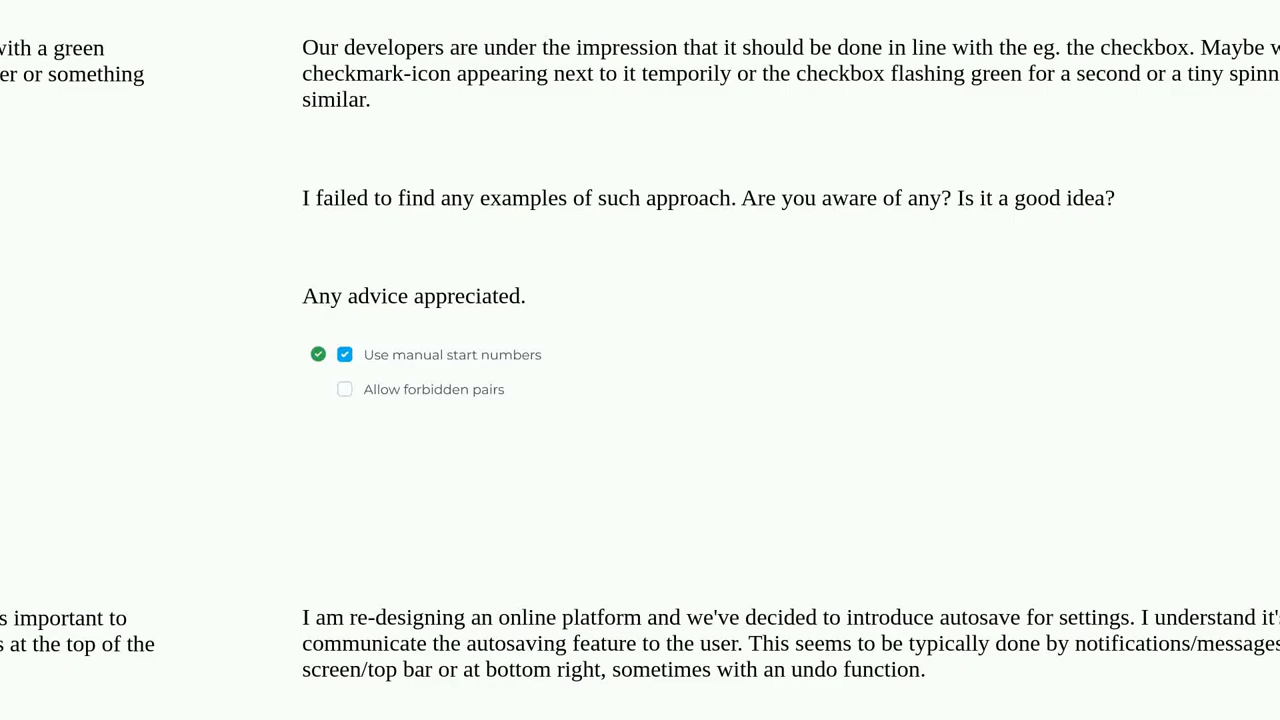 with a green
er or something
Our developers are under the impression that it should be done in line with the eg. the checkbox. Maybe w
checkmark-icon appearing next to it temporily or the checkbox flashing green for a second or a tiny spinn
similar.
I failed to find any examples of such approach. Are you aware of any? Is it a good idea?
Any advice appreciated.
Use manual start numbers
Allow forbidden pairs
s important to
s at the top of the
I am re-designing an online platform and we've decided to introduce autosave for settings. I understand it's
communicate the autosaving feature to the user. This seems to be typically done by notifications/messages
screen/top bar or at bottom right, sometimes with an undo function.